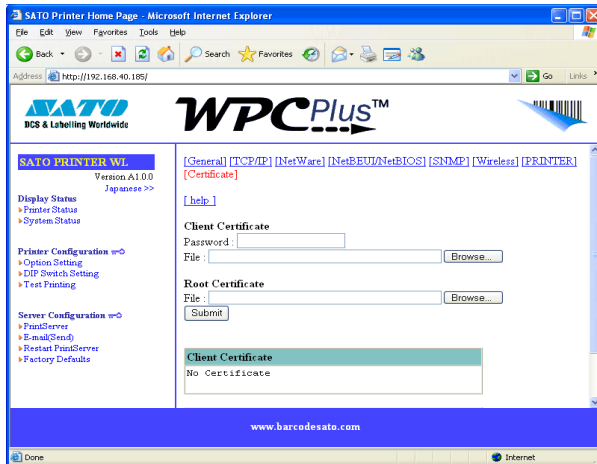 SATO Printer Home Page - Microsoft Internet Explorer
File Edit View Favorites Tools Help
Back Search Favorites
Address http://192.168.40.185/ Go Links
SATO
DCS & Labelling Worldwide
WPCPlus™
SATO PRINTER WL
Version A1.0.0
Japanese >>
Display Status
Printer Status
System Status
Printer Configuration
Option Setting
DIP Switch Setting
Test Printing
Server Configuration
PrintServer
E-mail(Send)
Restart PrintServer
Factory Defaults
[General] [TCP/IP] [NetWare] [NetBEUI/NetBIOS] [SNMP] [Wireless] [PRINTER]
[Certificate]
[ help ]
Client Certificate
Password :
File : Browse...
Root Certificate
File : Browse...
Submit
Client Certificate
No Certificate
www.barcodesato.com
Done Internet